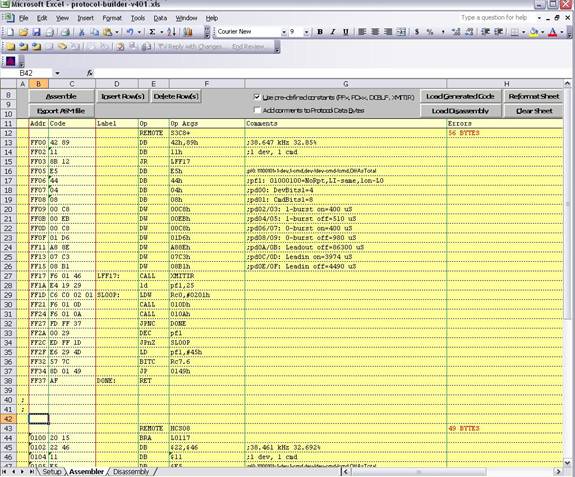 Microsoft Excel - protocol-builder-v401.xls
File Edit View Insert Format Tools Data Window Help Type a question for help
Courier New 9 B
Reply with Changes... End Review...
B42 fx
A B C D E F G H
8 Assemble Insert Row(s) Delete Row(s) Use pre-defined constants (FFx, FCxx, DCBUF, XMITIR) Load Generated Code Reformat Sheet
9 Export ASM file Add comments to Protocol Data Bytes Load Disassembly Clear Sheet
10
11 Addr Code Label Op Op Args Comments Errors
12 REMOTE S3C8+ 56 BYTES
13 FF00 42 89 DB 42h,89h ;38.647 kHz 32.85%
14 FF02 11 DB 11h ;1 dev, 1 cmd
15 FF03 8B 12 JR LFF17
16 FF05 E5 DB E5h
17 FF06 44 DB 44h ;pf1: 01000100=NoRpt,LI-same,lon-LO
18 FF07 04 DB 04h ;pd00: DevBits1=4
19 FF08 08 DB 08h ;pd01: CmdBits1=8
20 FF09 00 C8 DW 00C8h ;pd02/03: 1-burst on=400 uS
21 FF0B 00 EB DW 00EBh ;pd04/05: 1-burst off=510 uS
22 FF0D 00 C8 DW 00C8h ;pd06/07: 0-burst on=400 uS
23 FF0F 01 D6 DW 01D6h ;pd08/09: 0-burst off=980 uS
24 FF11 A8 8E DW A88Eh ;pd0A/0B: Leadout off=86300 uS
25 FF13 07 C3 DW 07C3h ;pd0C/0D: Leadin on=3974 uS
26 FF15 08 B1 DW 08B1h ;pd0E/0F: Leadin off=4490 uS
27 FF17 F6 01 46 LFF17: CALL XMITIR
28 FF1A E4 19 29 ld pf1,25
29 FF1D C6 C0 02 01 SLOOP: LDW Rc0,#0201h
30 FF21 F6 01 0D CALL 010Dh
31 FF24 F6 01 0A CALL 010Ah
32 FF27 FD FF 37 JPNC DONE
33 FF2A 00 29 DEC pf1
34 FF2C ED FF 1D JPnZ SLOOP
35 FF2F E6 29 4D LD pf1,#45h
36 FF32 57 7C BITC Rc7.6
37 FF34 8D 01 49 JP 0149h
38 FF37 AF DONE: RET
39
40 ;
41 ;
42
43 REMOTE HCS08 49 BYTES
44 0100 20 15 BRA L0117
45 0102 22 46 DB $22,$46 ;38.461 kHz 32.692%
46 0104 11 DB $11 ;1 dev, 1 cmd
47 0105 E5 DB $E5
Setup Assembler Disassembly